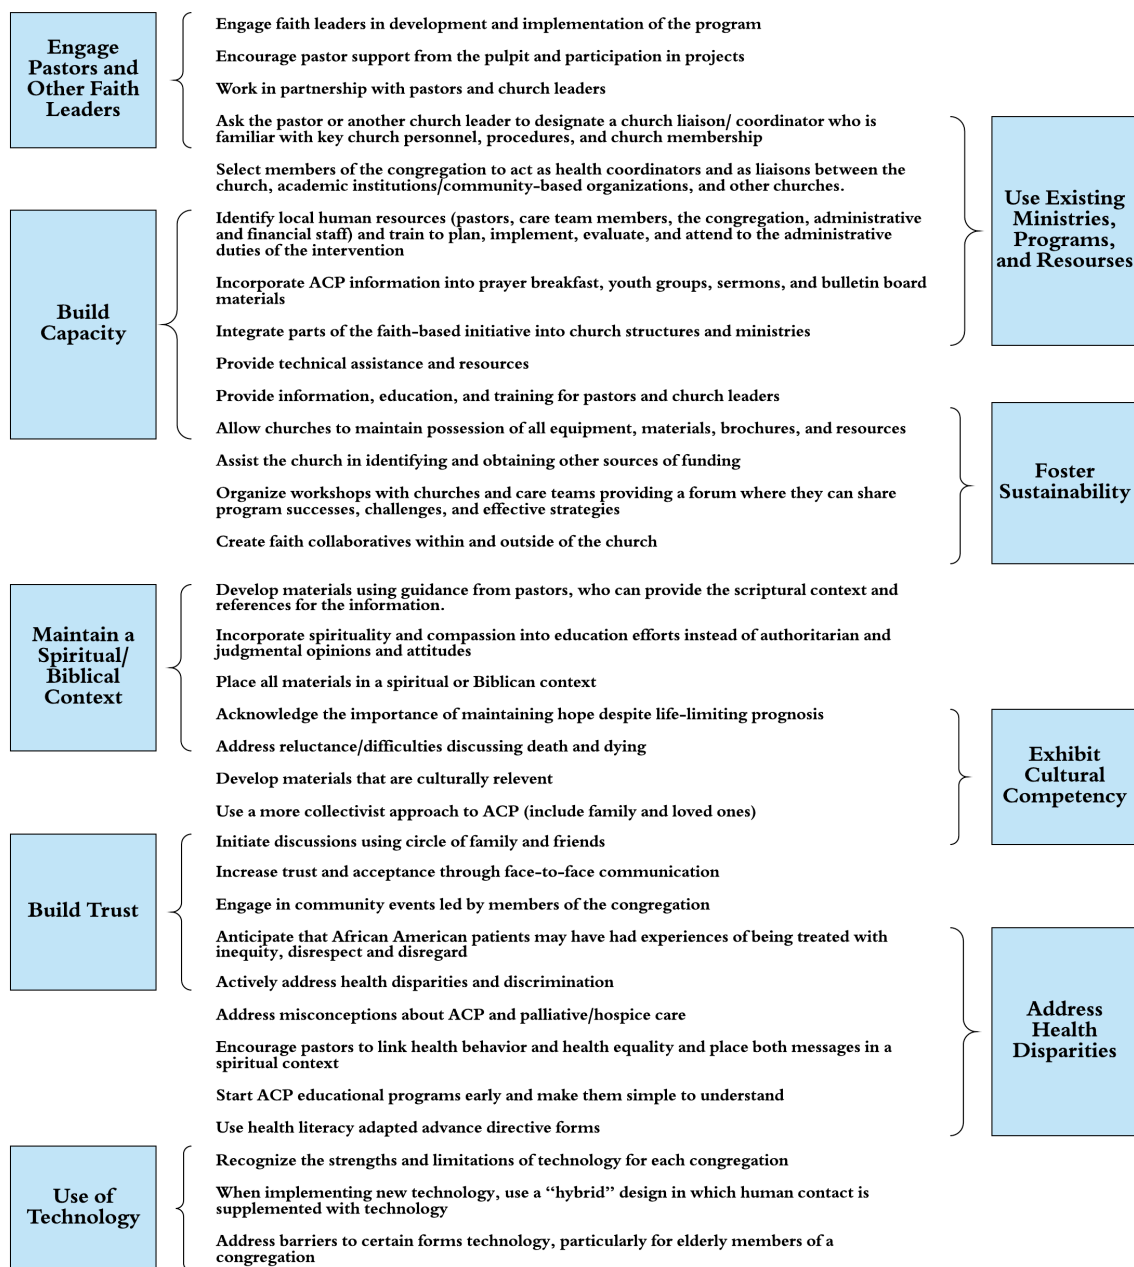 Engage
Pastors and
Other Faith
Leaders
Engage faith leaders in development and implementation of the program
Encourage pastor support from the pulpit and participation in projects
Work in partnership with pastors and church leaders
Ask the pastor or another church leader to designate a church liaison/ coordinator who is
familiar with key church personnel, procedures, and church membership
Select members of the congregation to act as health coordinators and as liaisons between the
church, academic institutions/community-based organizations, and other churches.
Use Existing
Ministries,
Programs,
and Resourses
Build
Capacity
Identify local human resources (pastors, care team members, the congregation, administrative
and financial staff) and train to plan, implement, evaluate, and attend to the administrative
duties of the intervention
Incorporate ACP information into prayer breakfast, youth groups, sermons, and bulletin board
materials
Integrate parts of the faith-based initiative into church structures and ministries
Provide technical assistance and resources
Provide information, education, and training for pastors and church leaders
Allow churches to maintain possession of all equipment, materials, brochures, and resources
Assist the church in identifying and obtaining other sources of funding
Organize workshops with churches and care teams providing a forum where they can share
program successes, challenges, and effective strategies
Create faith collaboratives within and outside of the church
Foster
Sustainability
Maintain a
Spiritual/
Biblical
Context
Develop materials using guidance from pastors, who can provide the scriptural context and
references for the information.
Incorporate spirituality and compassion into education efforts instead of authoritarian and
judgmental opinions and attitudes
Place all materials in a spiritual or Biblican context
Acknowledge the importance of maintaining hope despite life-limiting prognosis
Address reluctance/difficulties discussing death and dying
Develop materials that are culturally relevent
Use a more collectivist approach to ACP (include family and loved ones)
Exhibit
Cultural
Competency
Build Trust
Initiate discussions using circle of family and friends
Increase trust and acceptance through face-to-face communication
Engage in community events led by members of the congregation
Anticipate that African American patients may have had experiences of being treated with
inequity, disrespect and disregard
Actively address health disparities and discrimination
Address misconceptions about ACP and palliative/hospice care
Encourage pastors to link health behavior and health equality and place both messages in a
spiritual context
Start ACP educational programs early and make them simple to understand
Use health literacy adapted advance directive forms
Address
Health
Disparities
Use of
Technology
Recognize the strengths and limitations of technology for each congregation
When implementing new technology, use a “hybrid” design in which human contact is
supplemented with technology
Address barriers to certain forms technology, particularly for elderly members of a
congregation